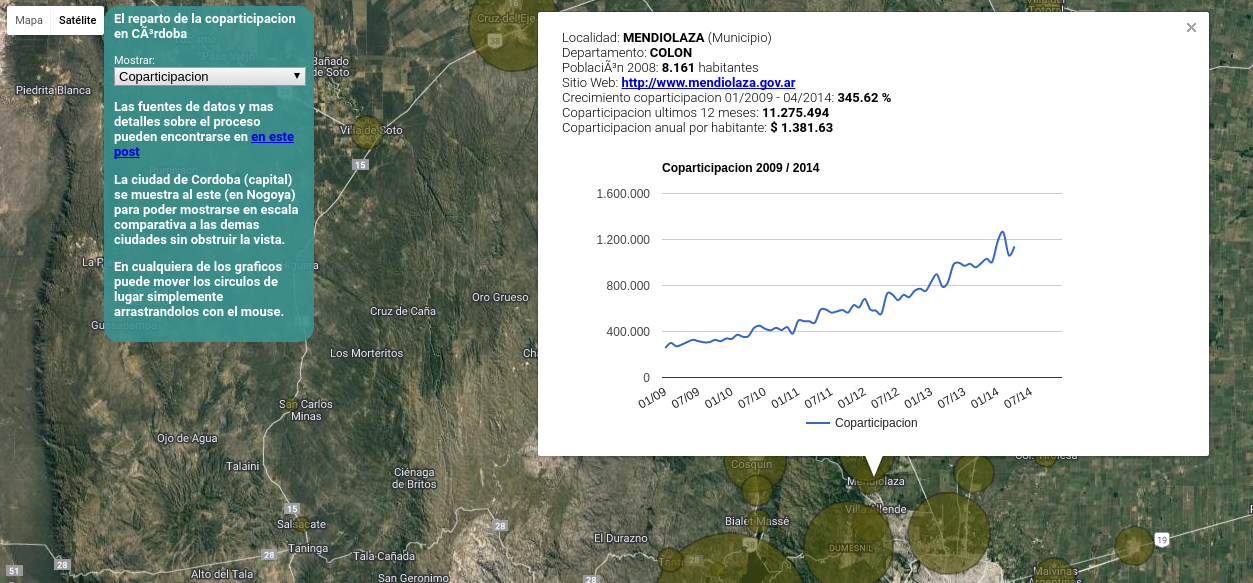 Mapa
Satélite
El reparto de la coparticipacion
en CÃ³rdoba
Mostrar:
Coparticipacion
Las fuentes de datos y mas
detalles sobre el proceso
pueden encontrarse en en este
post
La ciudad de Cordoba (capital)
se muestra al este (en Nogoya)
para poder mostrarse en escala
comparativa a las demas
ciudades sin obstruir la vista.
En cualquiera de los graficos
puede mover los circulos de
lugar simplemente
arrastrandolos con el mouse.
Localidad: MENDIOLAZA (Municipio)
Departamento: COLON
PoblaciÃ³n 2008: 8.161 habitantes
Sitio Web: http://www.mendiolaza.gov.ar
Crecimiento coparticipacion 01/2009 - 04/2014: 345.62 %
Coparticipacion ultimos 12 meses: 11.275.494
Coparticipacion anual por habitante: $ 1.381.63
Coparticipacion 2009 / 2014
1.600.000
1.200.000
800.000
400.000
0
01/09
07/09
01/10
07/10
01/11
07/11
01/12
07/12
01/13
07/13
01/14
07/14
Coparticipacion
Cruz del Eje
38
Bañado
de Soto
Piedrita Blanca
Villa de Soto
15
Oro Grueso
Cruz de Caña
Los Morteritos
San Carlos
Minas
Ojo de Agua
Talaini
Ciénaga
de Britos
15
Salsacate
28
Taninga
28
Tala Cañada
28
51
Alto del Tala
San Geronimo
28
El Durazno
Cosquín
Mendiolaza
Bialet Massé
Villa Allende
38
28
DUMESNIL
19
Malvinas
Argentinas